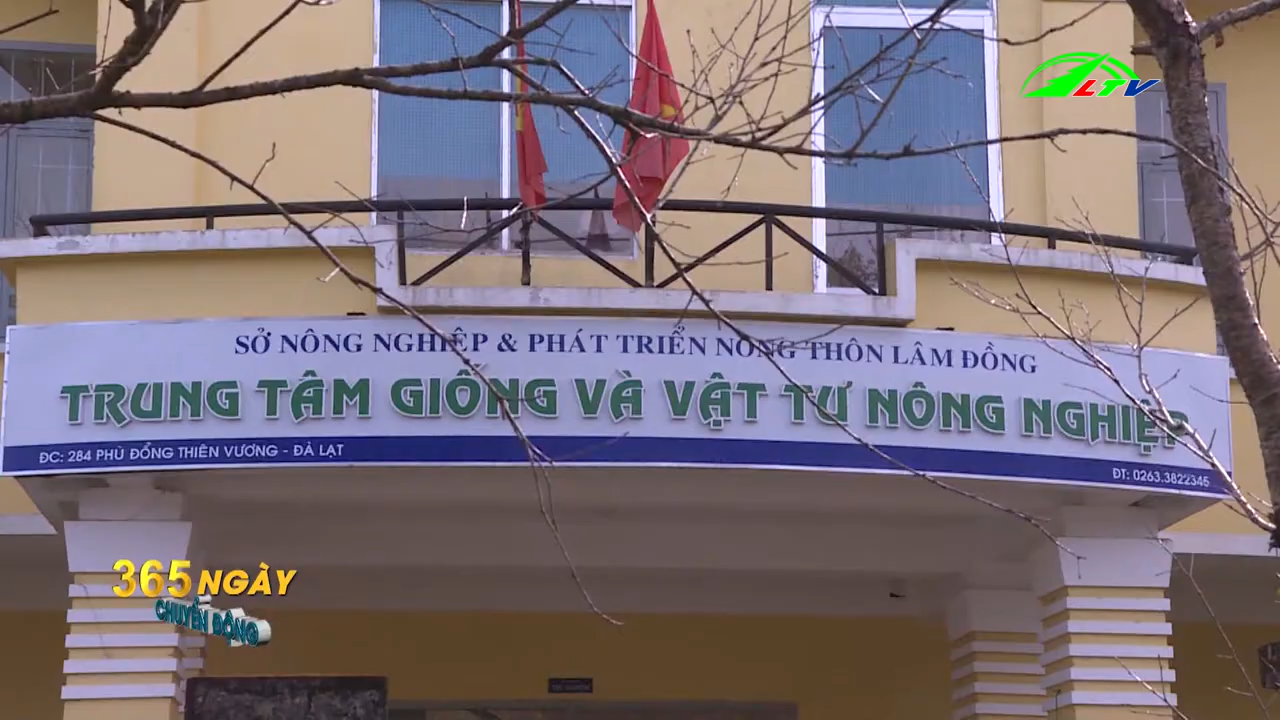 LTV
SỞ NÔNG NGHIỆP & PHÁT TRIỂN NÔNG THÔN LÂM ĐỒNG
TRUNG TÂM GIỐNG VÀ VẬT TƯ NÔNG NGHIỆP
ĐC: 284 PHÙ ĐỔNG THIÊN VƯƠNG - ĐÀ LẠT
ĐT: 0263.3822345
365 NGÀY
CHUYỂN ĐỘNG